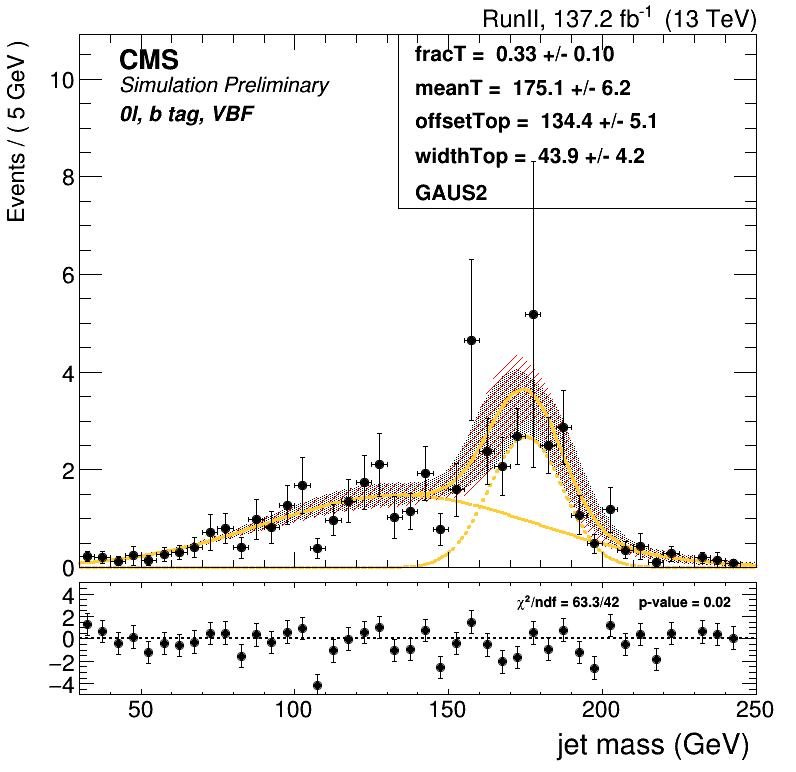 RunII, 137.2 fb⁻¹ (13 TeV)
CMS
Simulation Preliminary
0l, b tag, VBF
fracT = 0.33 +/- 0.10
meanT = 175.1 +/- 6.2
offsetTop = 134.4 +/- 5.1
widthTop = 43.9 +/- 4.2
GAUS2
Events / ( 5 GeV )
10
8
6
4
2
0
χ²/ndf = 63.3/42 p-value = 0.02
4
2
0
−2
−4
50 100 150 200 250
jet mass (GeV)